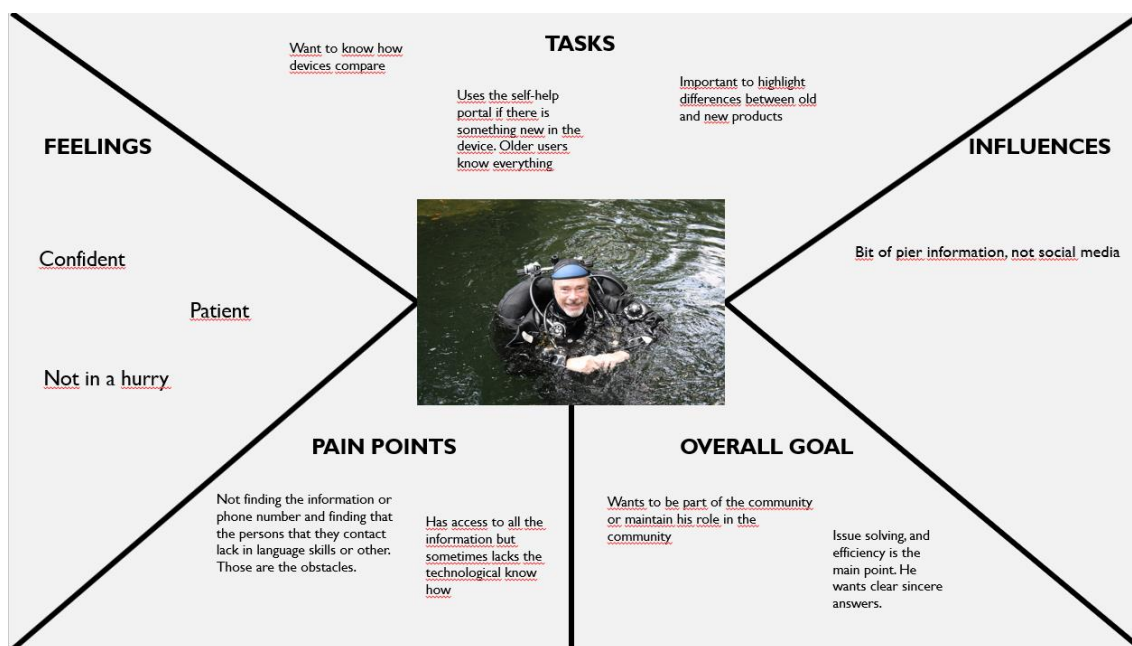 TASKS
Want to know how
devices compare
Uses the self-help
portal if there is
something new in the
device. Older users
know everything
Important to highlight
differences between old
and new products
FEELINGS
Confident
Patient
Not in a hurry
INFLUENCES
Bit of pier information, not social media
PAIN POINTS
Not finding the information or
phone number and finding that
the persons that they contact
lack in language skills or other.
Those are the obstacles.
Has access to all the
information but
sometimes lacks the
technological know
how
OVERALL GOAL
Wants to be part of the community
or maintain his role in the
community
Issue solving, and
efficiency is the
main point. He
wants clear sincere
answers.